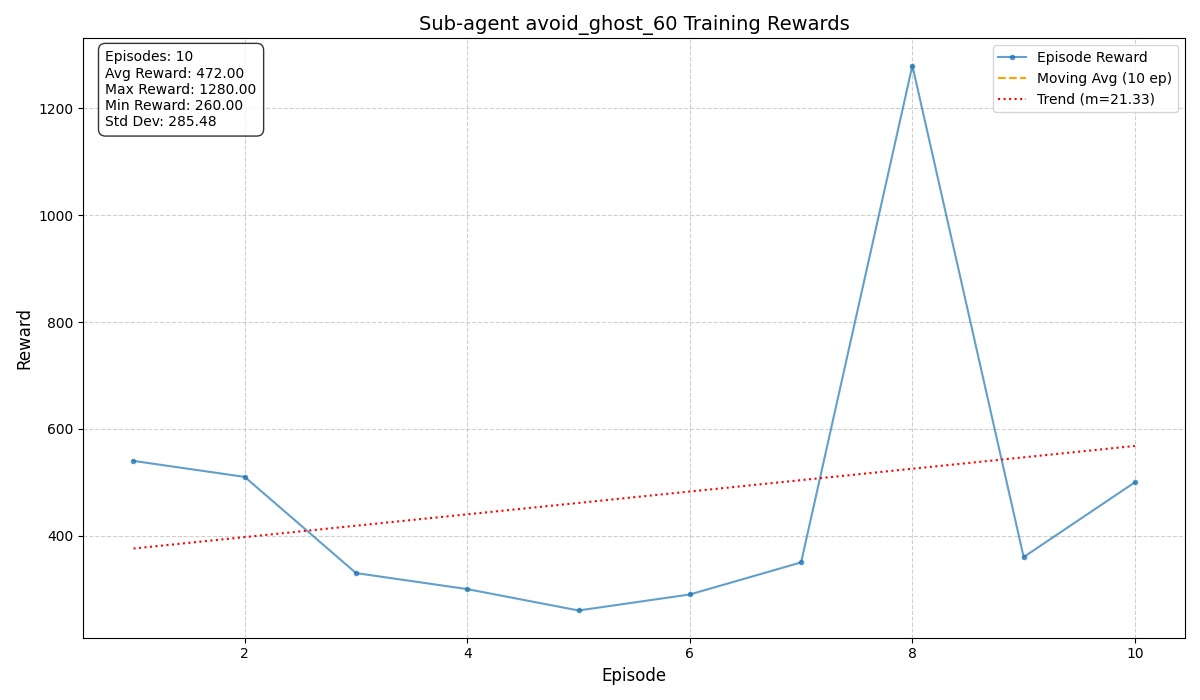 Sub-agent avoid_ghost_60 Training Rewards
Episodes: 10
Avg Reward: 472.00
Max Reward: 1280.00
Min Reward: 260.00
Std Dev: 285.48
Episode Reward
Moving Avg (10 ep)
Trend (m=21.33)
1200
1000
800
600
400
Reward
2 4 6 8 10
Episode